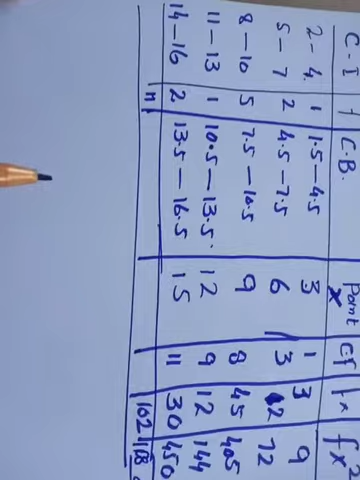 C-I f C.B. Point X C.f fx fx²
2-4 1 1.5-4.5 3 1 3 9
5-7 2 4.5-7.5 6 3 12 72
8-10 5 7.5-10.5 9 8 45 405
11-13 1 10.5-13.5 12 9 12 144
14-16 2 13.5-16.5 15 11 30 450
11 102